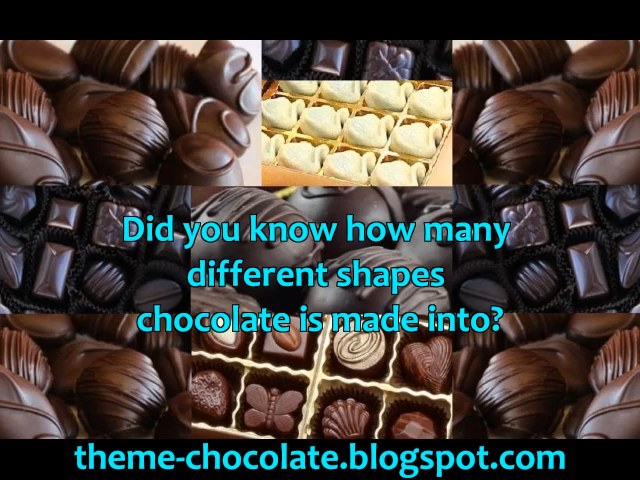 Did you know how many
different shapes
chocolate is made into?
theme-chocolate.blogspot.com